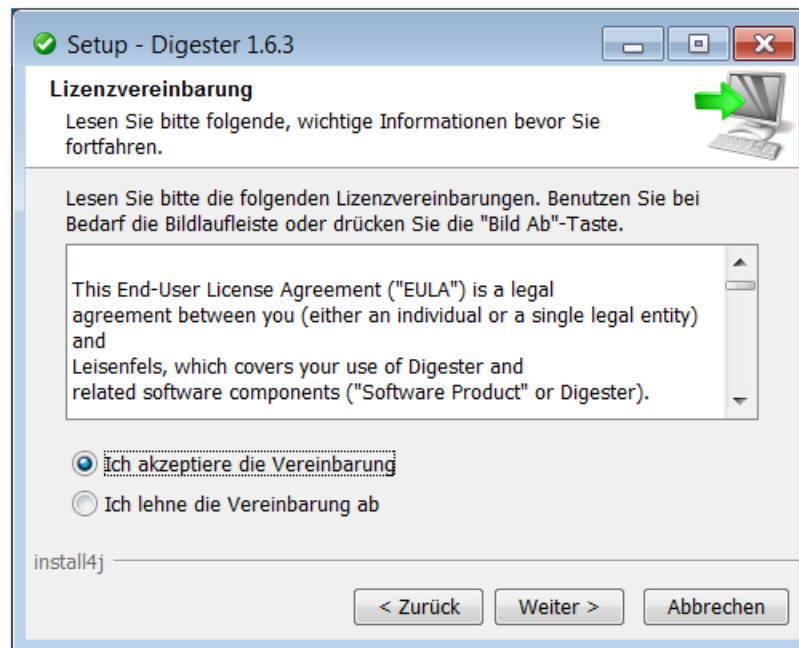 Setup - Digester 1.6.3
Lizenzvereinbarung
Lesen Sie bitte folgende, wichtige Informationen bevor Sie
fortfahren.
Lesen Sie bitte die folgenden Lizenzvereinbarungen. Benutzen Sie bei
Bedarf die Bildlaufleiste oder drücken Sie die "Bild Ab"-Taste.
This End-User License Agreement ("EULA") is a legal
agreement between you (either an individual or a single legal entity)
and
Leisenfels, which covers your use of Digester and
related software components ("Software Product" or Digester).
Ich akzeptiere die Vereinbarung
Ich lehne die Vereinbarung ab
install4j
< Zurück Weiter > Abbrechen